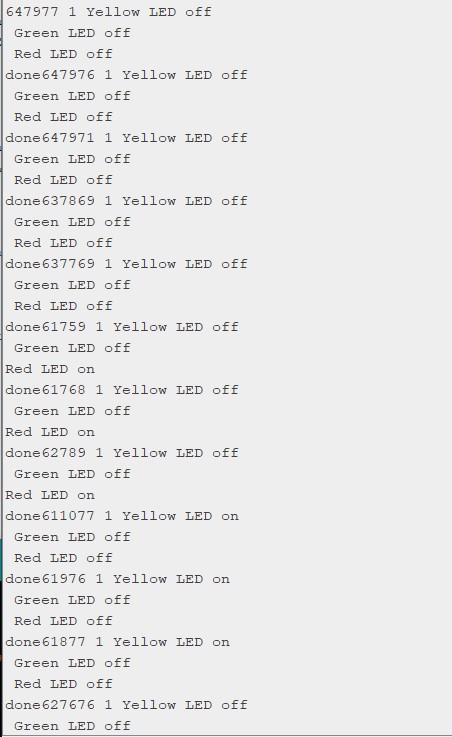 647977 1 Yellow LED off
Green LED off
Red LED off
done647976 1 Yellow LED off
Green LED off
Red LED off
done647971 1 Yellow LED off
Green LED off
Red LED off
done637869 1 Yellow LED off
Green LED off
Red LED off
done637769 1 Yellow LED off
Green LED off
Red LED off
done61759 1 Yellow LED off
Green LED off
Red LED on
done61768 1 Yellow LED off
Green LED off
Red LED on
done62789 1 Yellow LED off
Green LED off
Red LED on
done611077 1 Yellow LED on
Green LED off
Red LED off
done61976 1 Yellow LED on
Green LED off
Red LED off
done61877 1 Yellow LED on
Green LED off
Red LED off
done627676 1 Yellow LED off
Green LED off